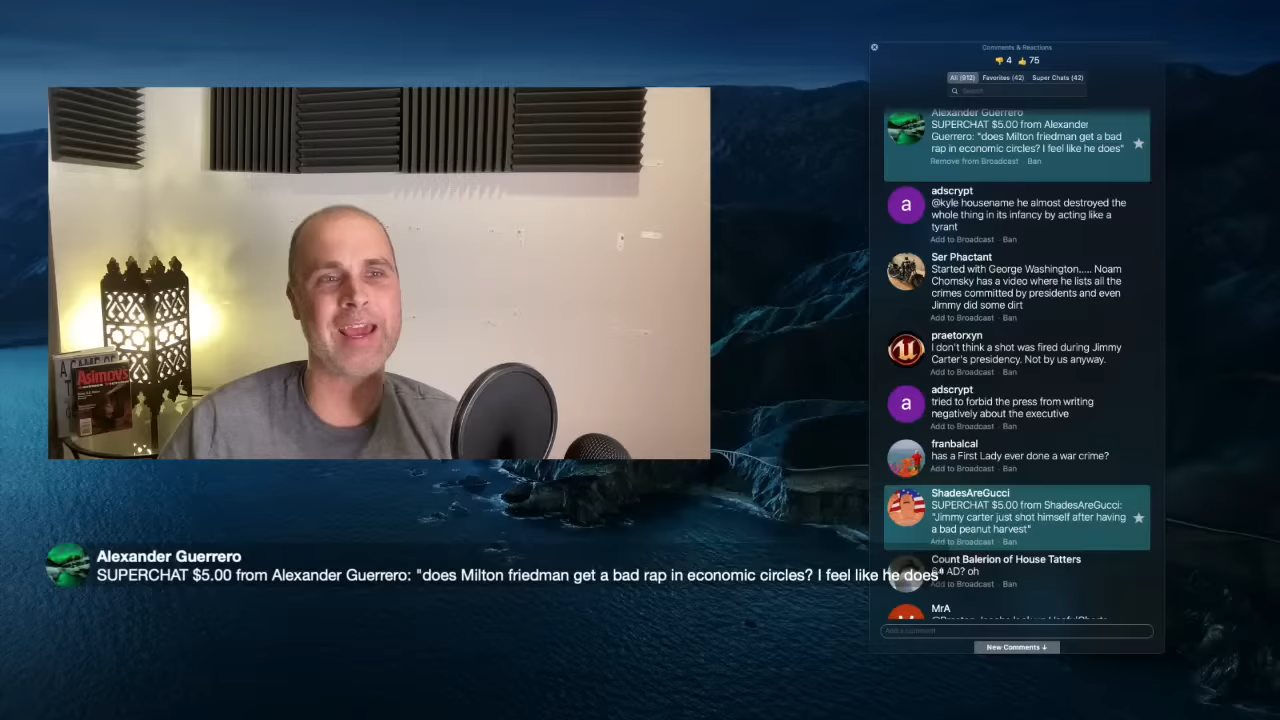 Comments & Reactions
4 75
All (912) Favorites (42) Super Chats (42)
Search
Alexander Guerrero
SUPERCHAT $5.00 from Alexander
Guerrero: "does Milton friedman get a bad
rap in economic circles? I feel like he does"
Remove from Broadcast · Ban
adscrypt
@kyle housename he almost destroyed the
whole thing in its infancy by acting like a
tyrant
Add to Broadcast · Ban
Ser Phactant
Started with George Washington..... Noam
Chomsky has a video where he lists all the
crimes committed by presidents and even
Jimmy did some dirt
Add to Broadcast · Ban
praetorxyn
I don't think a shot was fired during Jimmy
Carter's presidency. Not by us anyway.
Add to Broadcast · Ban
adscrypt
tried to forbid the press from writing
negatively about the executive
Add to Broadcast · Ban
franbalcal
has a First Lady ever done a war crime?
Add to Broadcast · Ban
ShadesAreGucci
SUPERCHAT $5.00 from ShadesAreGucci:
"Jimmy carter just shot himself after having
a bad peanut harvest"
Add to Broadcast · Ban
Count Balerion of House Tatters
AD? oh
Add to Broadcast · Ban
MrA
Add a comment
New Comments ↓
A GAME OF
Asimov's
Alexander Guerrero
SUPERCHAT $5.00 from Alexander Guerrero: "does Milton friedman get a bad rap in economic circles? I feel like he does"